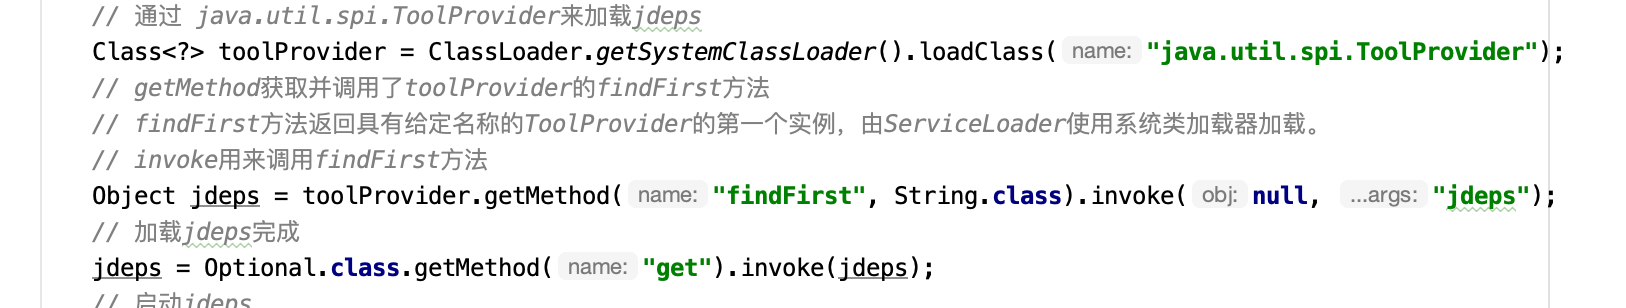 // 通过 java.util.spi.ToolProvider来加载jdeps
Class<?> toolProvider = ClassLoader.getSystemClassLoader().loadClass( name: "java.util.spi.ToolProvider");
// getMethod获取并调用了toolProvider的findFirst方法
// findFirst方法返回具有给定名称的ToolProvider的第一个实例，由ServiceLoader使用系统类加载器加载。
// invoke用来调用findFirst方法
Object jdeps = toolProvider.getMethod( name: "findFirst", String.class).invoke( obj: null, ...args: "jdeps");
// 加载jdeps完成
jdeps = Optional.class.getMethod( name: "get").invoke(jdeps);
// 启动jdeps